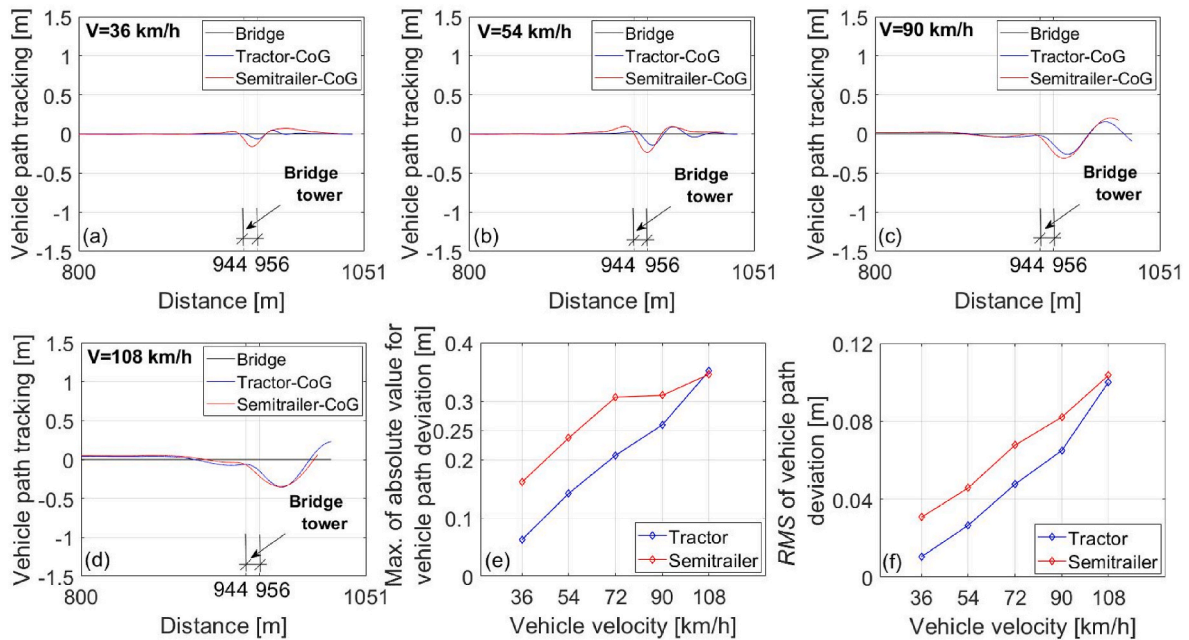 Vehicle path tracking [m]
1.5
1
0.5
0
-0.5
-1
-1.5
V=36 km/h
Bridge
Tractor-CoG
Semitrailer-CoG
Bridge
tower
(a)
944 956
800
1051
Distance [m]
Vehicle path tracking [m]
1.5
1
0.5
0
-0.5
-1
-1.5
V=54 km/h
Bridge
Tractor-CoG
Semitrailer-CoG
Bridge
tower
(b)
944 956
800
1051
Distance [m]
Vehicle path tracking [m]
1.5
1
0.5
0
-0.5
-1
-1.5
V=90 km/h
Bridge
Tractor-CoG
Semitrailer-CoG
Bridge
tower
(c)
944 956
800
1051
Distance [m]
Vehicle path tracking [m]
1.5
1
0.5
0
-0.5
-1
-1.5
V=108 km/h
Bridge
Tractor-CoG
Semitrailer-CoG
Bridge
tower
(d)
944 956
800
1051
Distance [m]
Max. of absolute value for
vehicle path deviation [m]
0.4
0.3
0.25
0.2
0.1
0
Tractor
Semitrailer
(e)
36 54 72 90 108
Vehicle velocity [km/h]
RMS of vehicle path
deviation [m]
0.12
0.08
0.04
0
Tractor
Semitrailer
(f)
36 54 72 90 108
Vehicle velocity [km/h]